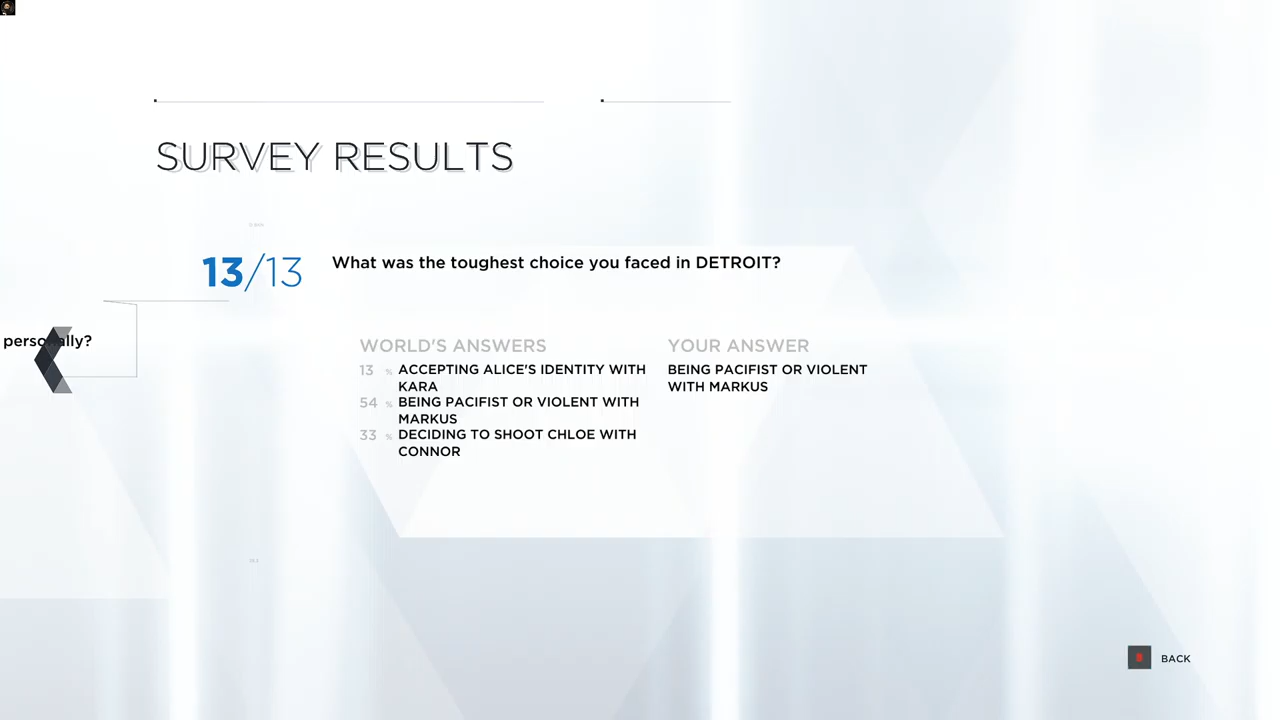 SURVEY RESULTS
13/13
What was the toughest choice you faced in DETROIT?
personally?
WORLD'S ANSWERS
13 % ACCEPTING ALICE'S IDENTITY WITH
KARA
54 % BEING PACIFIST OR VIOLENT WITH
MARKUS
33 % DECIDING TO SHOOT CHLOE WITH
CONNOR
YOUR ANSWER
BEING PACIFIST OR VIOLENT
WITH MARKUS
BACK